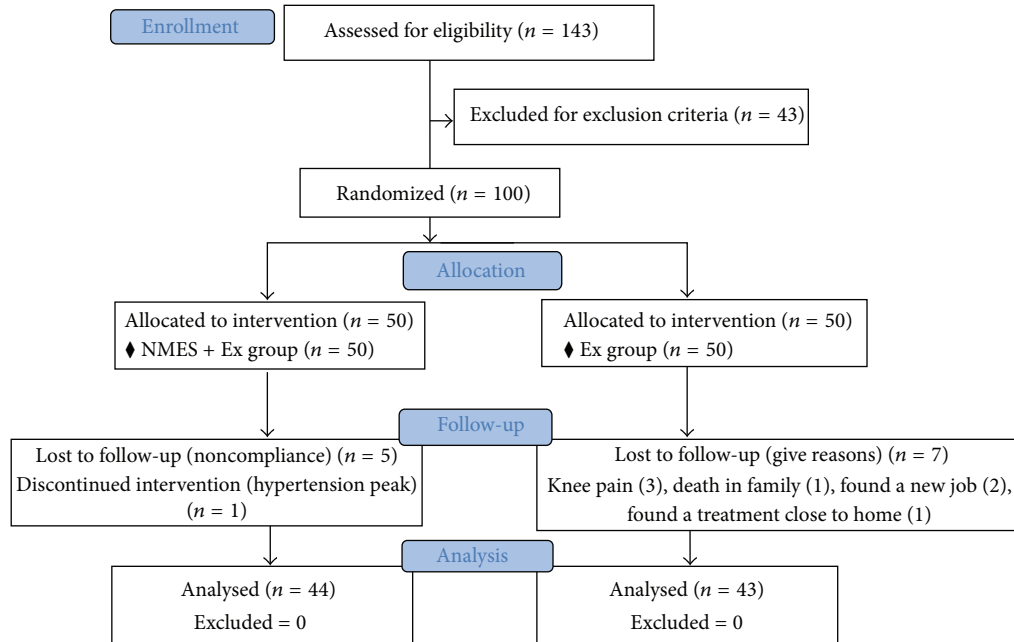 Enrollment
Assessed for eligibility (n = 143)
Excluded for exclusion criteria (n = 43)
Randomized (n = 100)
Allocation
Allocated to intervention (n = 50)
♦ NMES + Ex group (n = 50)
Allocated to intervention (n = 50)
♦ Ex group (n = 50)
Follow-up
Lost to follow-up (noncompliance) (n = 5)
Discontinued intervention (hypertension peak)
(n = 1)
Lost to follow-up (give reasons) (n = 7)
Knee pain (3), death in family (1), found a new job (2),
found a treatment close to home (1)
Analysis
Analysed (n = 44)
Excluded = 0
Analysed (n = 43)
Excluded = 0